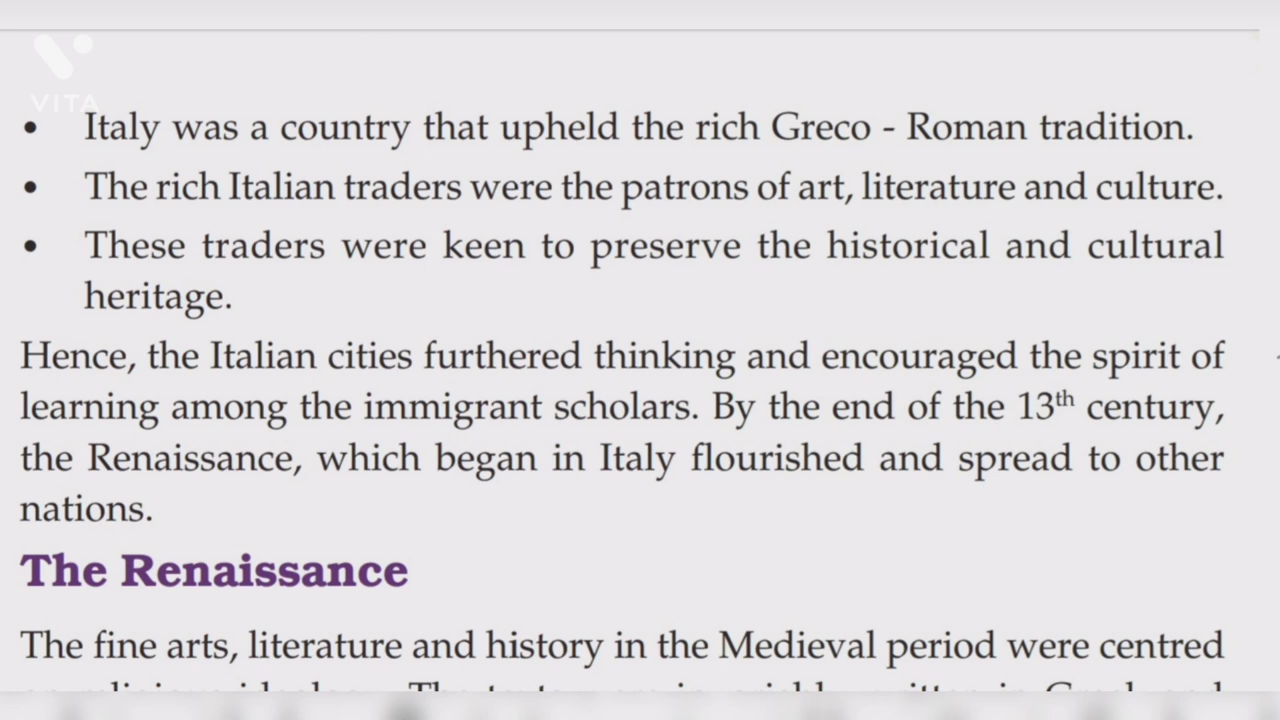 VITA
• Italy was a country that upheld the rich Greco - Roman tradition.
• The rich Italian traders were the patrons of art, literature and culture.
• These traders were keen to preserve the historical and cultural
heritage.
Hence, the Italian cities furthered thinking and encouraged the spirit of
learning among the immigrant scholars. By the end of the 13th century,
the Renaissance, which began in Italy flourished and spread to other
nations.
The Renaissance
The fine arts, literature and history in the Medieval period were centred